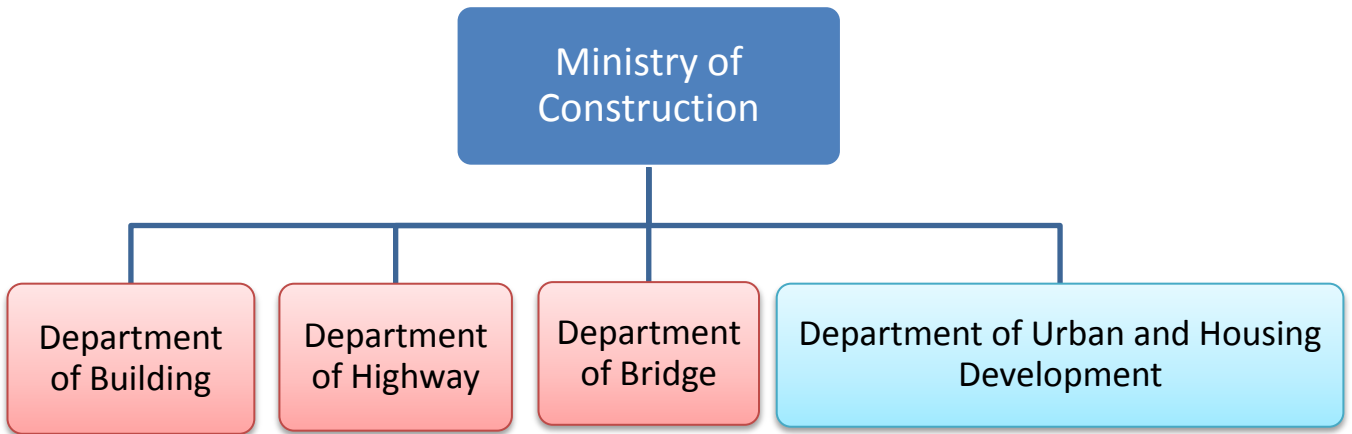 Ministry of
Construction
Department
of Building
Department
of Highway
Department
of Bridge
Department of Urban and Housing
Development